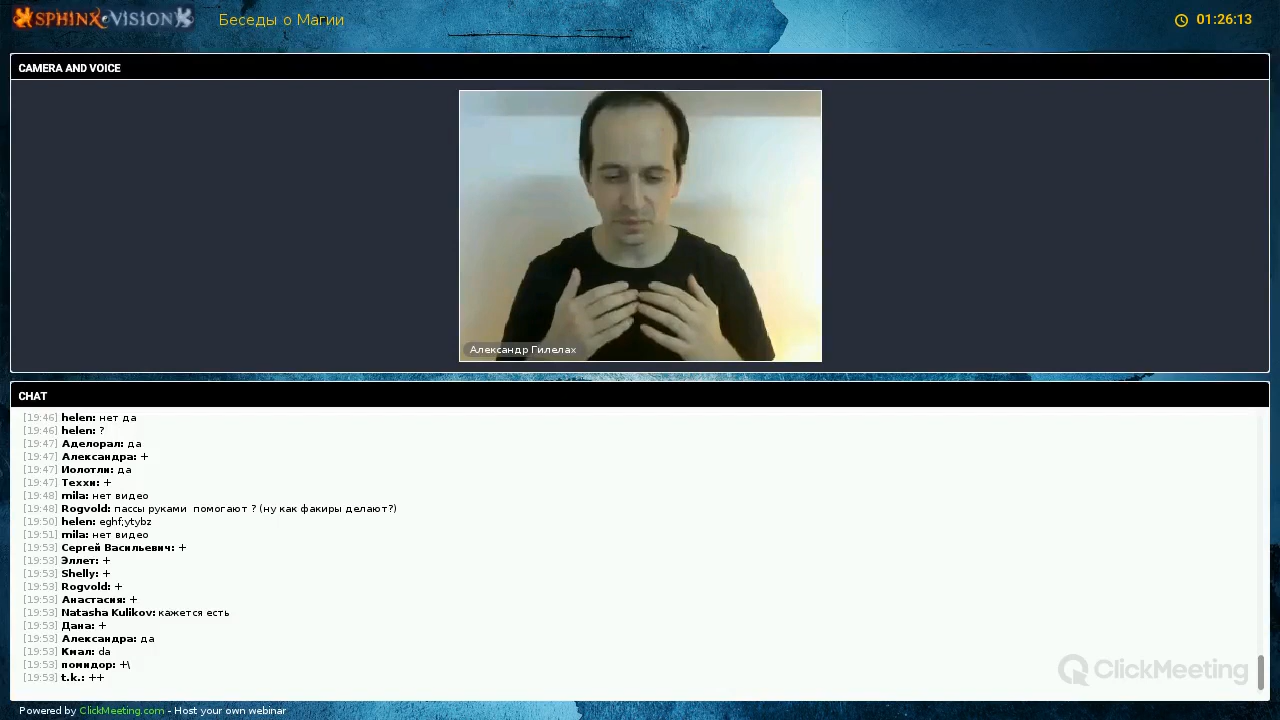 SPHINX VISION
Беседы о Магии
01:26:13
CAMERA AND VOICE
Александр Гилелах
CHAT
[19:46] helen: нет да
[19:46] helen: ?
[19:47] Аделорал: да
[19:47] Александра: +
[19:47] Иолотли: да
[19:47] Техxи: +
[19:48] mila: нет видео
[19:48] Rogvold: пассы руками помогают ? (ну как факиры делают?)
[19:50] helen: eghf;ytybz
[19:51] mila: нет видео
[19:53] Сергей Васильевич: +
[19:53] Эллет: +
[19:53] Shelly: +
[19:53] Rogvold: +
[19:53] Анастасия: +
[19:53] Natasha Kulikov: кажется есть
[19:53] Дана: +
[19:53] Александра: да
[19:53] Кмал: da
[19:53] помидор: +\
[19:53] t.k.: ++
ClickMeeting
Powered by ClickMeeting.com - Host your own webinar